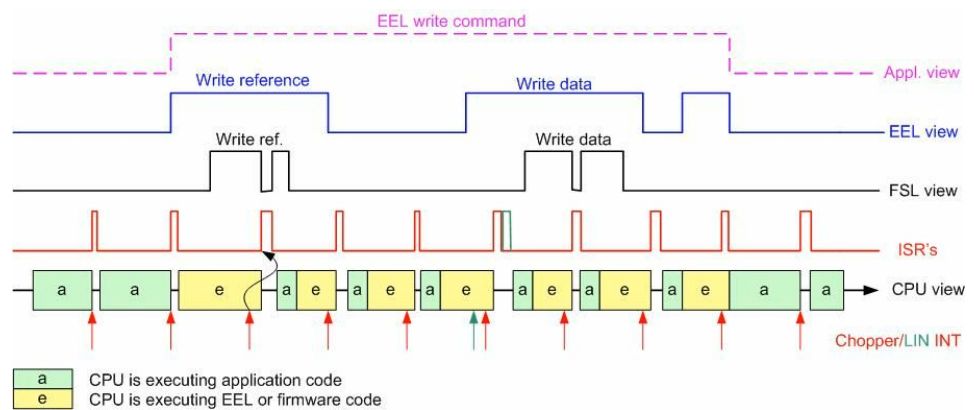 EEL write command
Appl. view
Write reference
Write data
EEL view
Write ref.
Write data
FSL view
ISR's
a a e a e a e a e a e a e a e a a
CPU view
Chopper/LIN INT
a CPU is executing application code
e CPU is executing EEL or firmware code